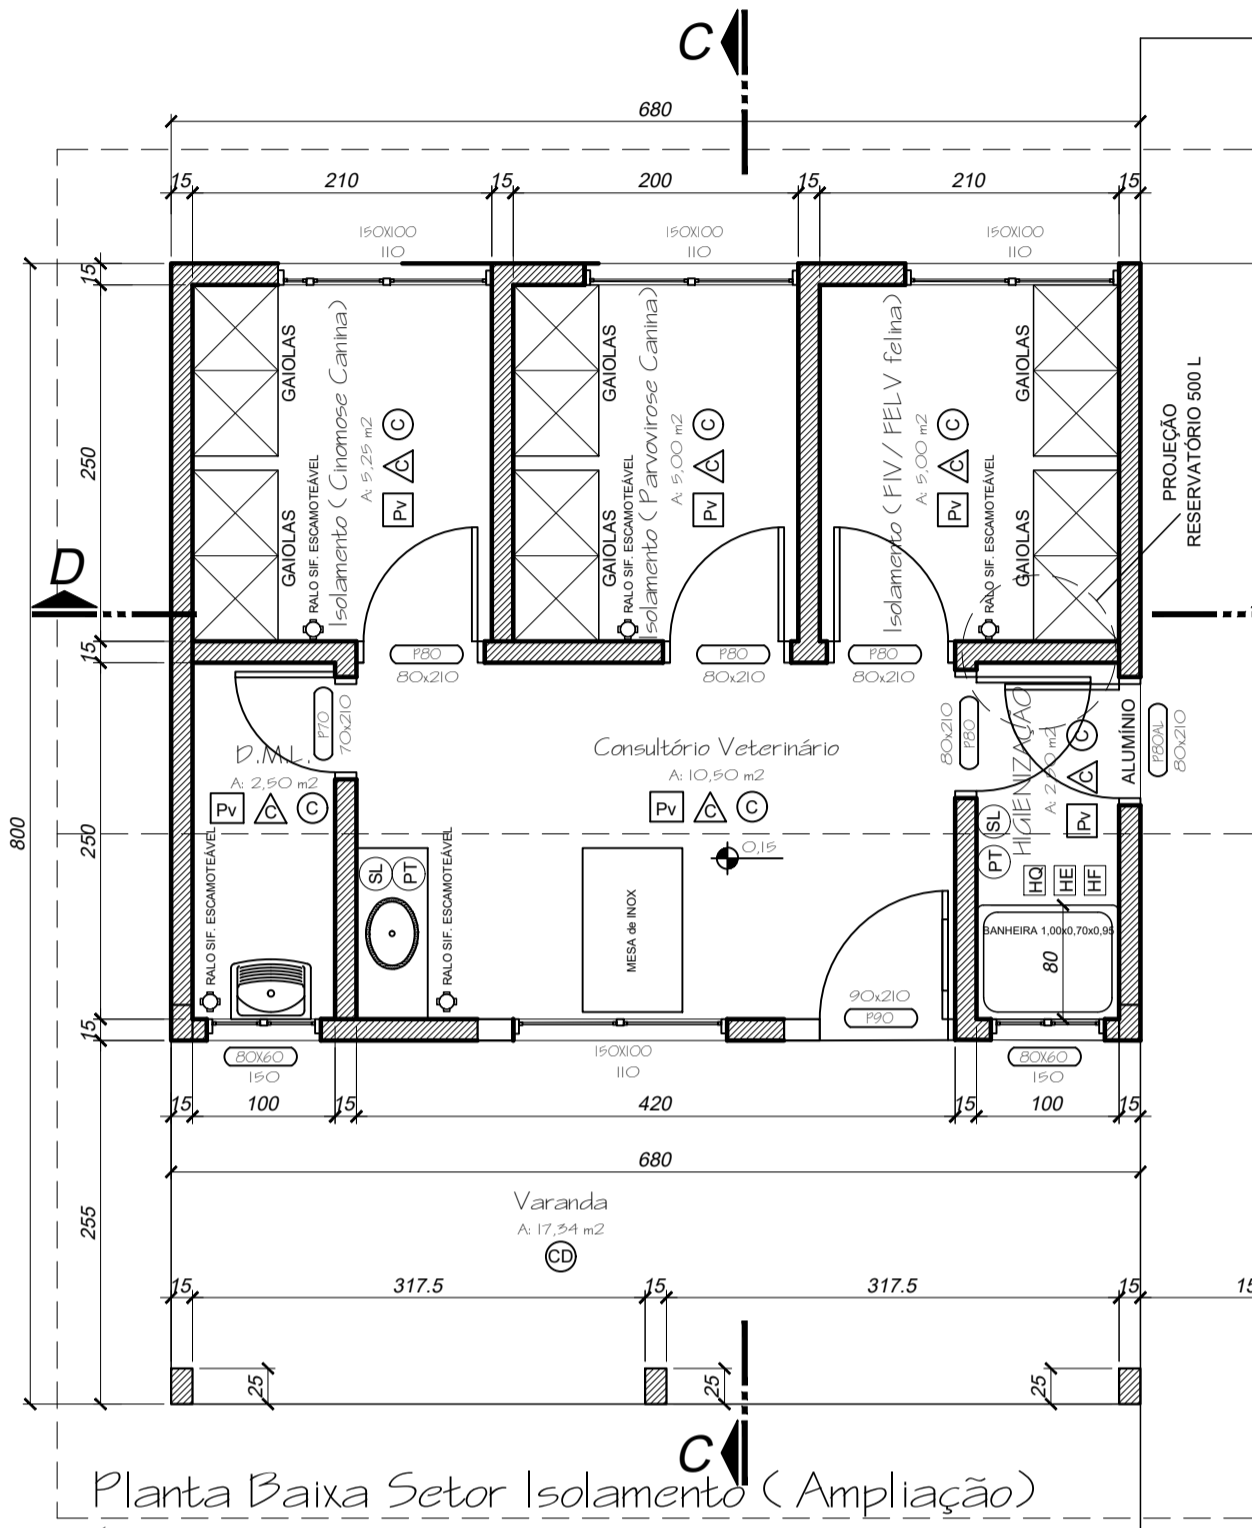 C
680
15 210 15 200 15 210 15
150X100
110
150X100
110
150X100
110
15
250
15
250
15
255
800
GAIOLAS
GAIOLAS
RALO SIF. ESCAMOTEÁVEL
Isolamento ( Cinomose Canina)
A: 5,25 m2
C
C
Pv
GAIOLAS
GAIOLAS
RALO SIF. ESCAMOTEÁVEL
Isolamento ( Parvovirose Canina)
A: 5,00 m2
C
C
Pv
Isolamento ( FIV / FELV felina)
A: 5,00 m2
C
C
Pv
RALO SIF. ESCAMOTEÁVEL
GAIOLAS
GAIOLAS
PROJEÇÃO
RESERVATÓRIO 500 L
D
P80
80x210
P80
80x210
P80
80x210
P70
70x210
D.M.L.
A: 2,50 m2
Pv C C
RALO SIF. ESCAMOTEÁVEL
Consultório Veterinário
A: 10,50 m2
Pv C C
0,15
SL PT
RALO SIF. ESCAMOTEÁVEL
MESA de INOX
80x210
P80
HIGIENIZAÇÃO
A: 2,50 m2
C
C
Pv
SL
PT
HQ HE HF
ALUMÍNIO
P80AL
80x210
BANHEIRA 1,00x0,70x0,95
80
90x210
P90
80X60
150
150X100
110
80X60
150
15 100 15 420 15 100 15
680
Varanda
A: 17,34 m2
CD
15 317.5 15 317.5 15 15
25 25 25
C
Planta Baixa Setor Isolamento ( Ampliação)